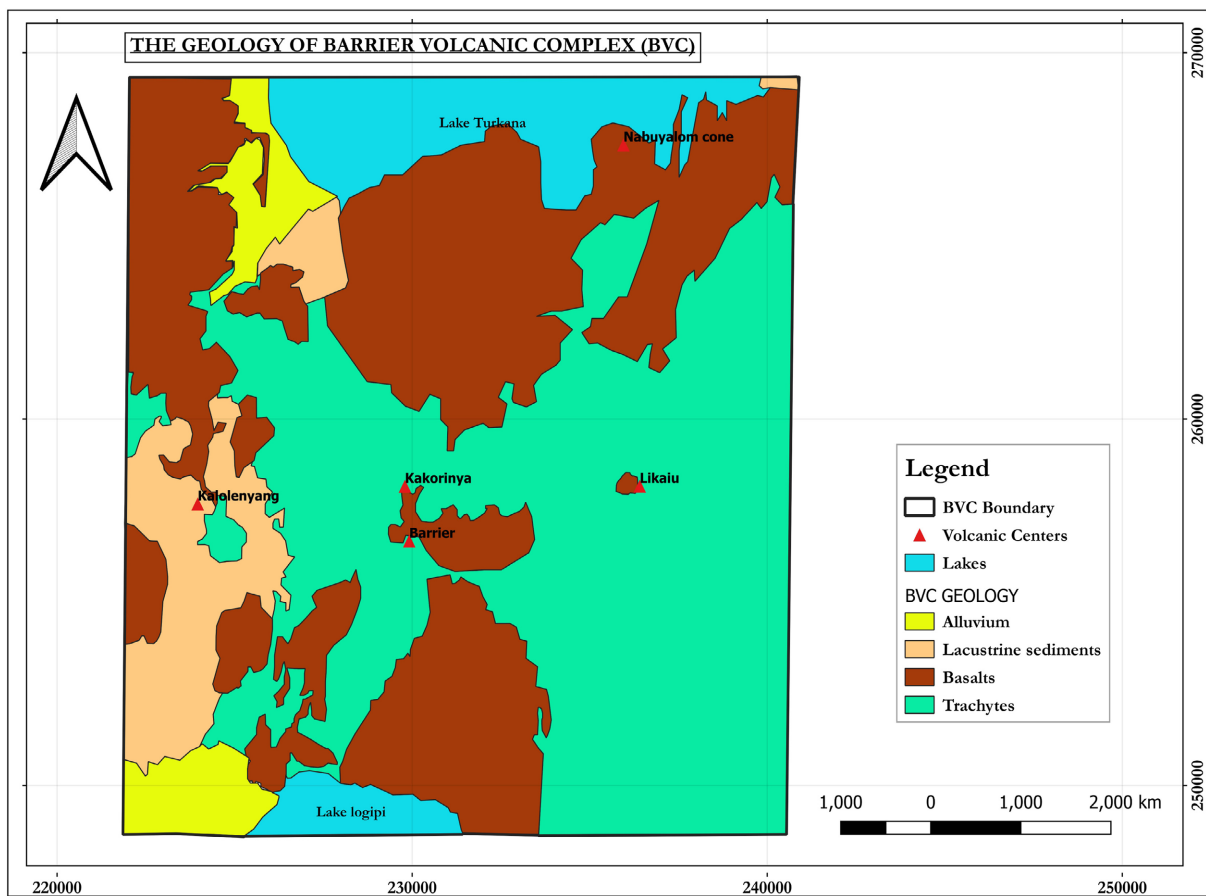 THE GEOLOGY OF BARRIER VOLCANIC COMPLEX (BVC)
270000
Lake Turkana
Nabuyalom cone
260000
Kalolenyang
Kakorinya
Likaiu
Barrier
Legend
BVC Boundary
Volcanic Centers
Lakes
BVC GEOLOGY
Alluvium
Lacustrine sediments
Basalts
Trachytes
250000
Lake logipi
1,000 0 1,000 2,000 km
220000 230000 240000 250000